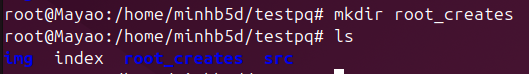 root@Mayao:/home/minhb5d/testpq# mkdir root_creates
root@Mayao:/home/minhb5d/testpq# ls
img index root_creates src